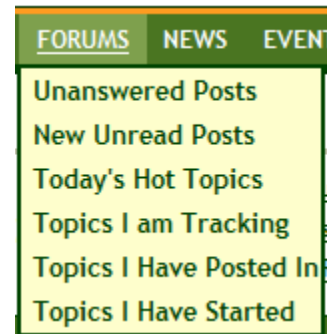 FORUMS NEWS EVEN
Unanswered Posts
New Unread Posts
Today's Hot Topics
Topics I am Tracking
Topics I Have Posted In
Topics I Have Started